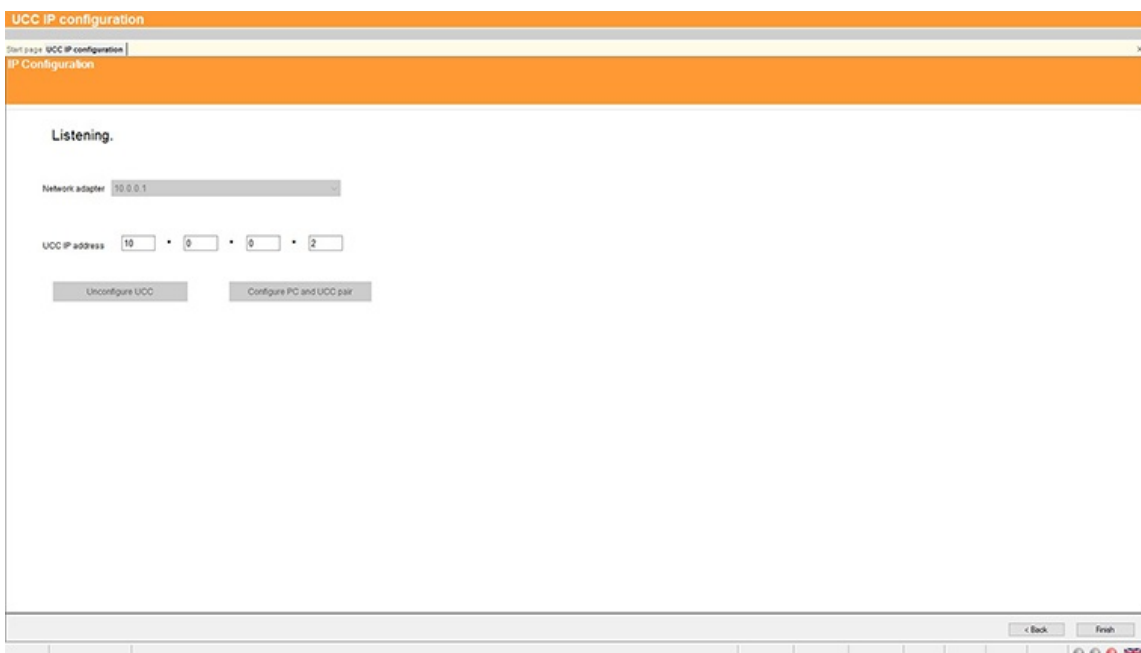 UCC IP configuration
Start page UCC IP configuration
IP Configuration
Listening.
Network adapter 10.0.0.1
UCC IP address 10 . 0 . 0 . 2
Unconfigure UCC Configure PC and UCC pair
< Back Finish